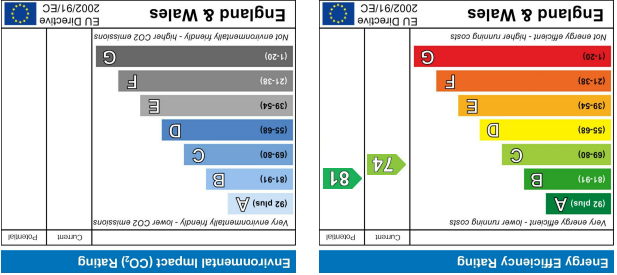 Energy Efficiency Rating
Current
Potential
Very energy efficient - lower running costs
(92 plus) A
(81-91) B
(69-80) C
(55-68) D
(39-54) E
(21-38) F
(1-20) G
74
81
Not energy efficient - higher running costs
England & Wales
EU Directive
2002/91/EC
Environmental Impact (CO₂) Rating
Current
Potential
Very environmentally friendly - lower CO2 emissions
(92 plus) A
(81-91) B
(69-80) C
(55-68) D
(39-54) E
(21-38) F
(1-20) G
Not environmentally friendly - higher CO2 emissions
England & Wales
EU Directive
2002/91/EC